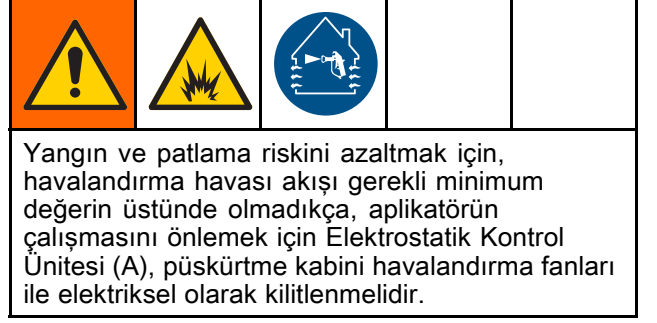 Yangın ve patlama riskini azaltmak için,
havalandırma havası akışı gerekli minimum
değerin üstünde olmadıkça, aplikatörün
çalışmasını önlemek için Elektrostatik Kontrol
Ünitesi (A), püskürtme kabini havalandırma fanları
ile elektriksel olarak kilitlenmelidir.